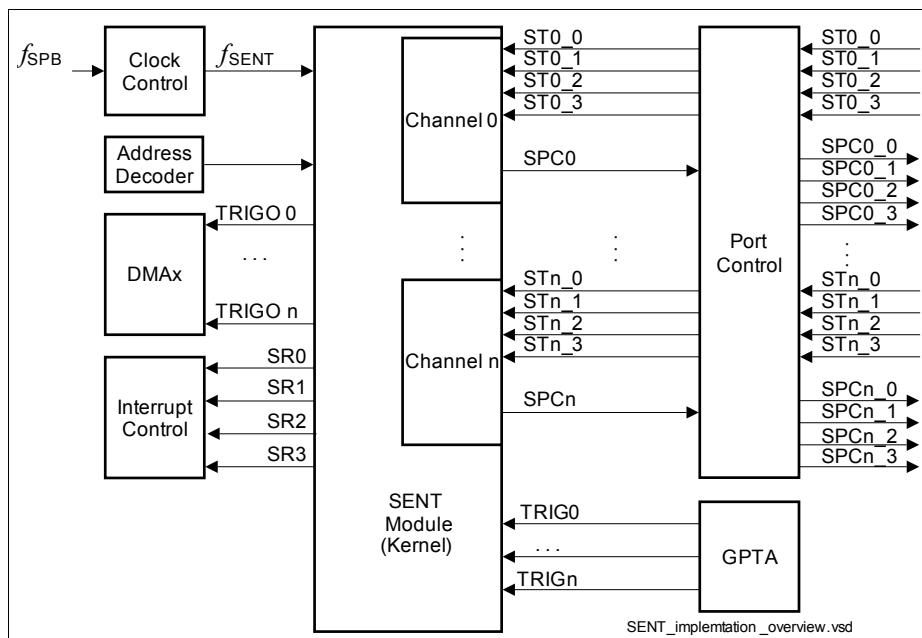 fSPB
Clock
Control
fSENT
Address
Decoder
TRIGO 0
...
TRIGO n
DMAx
SR0
SR1
SR2
SR3
Interrupt
Control
Channel 0
...
Channel n
SENT
Module
(Kernel)
ST0_0
ST0_1
ST0_2
ST0_3
SPC0
...
STn_0
STn_1
STn_2
STn_3
SPCn
TRIG0
...
TRIGn
Port
Control
GPTA
ST0_0
ST0_1
ST0_2
ST0_3
SPC0_0
SPC0_1
SPC0_2
SPC0_3
...
STn_0
STn_1
STn_2
STn_3
SPCn_0
SPCn_1
SPCn_2
SPCn_3
SENT_implemtation _overview.vsd